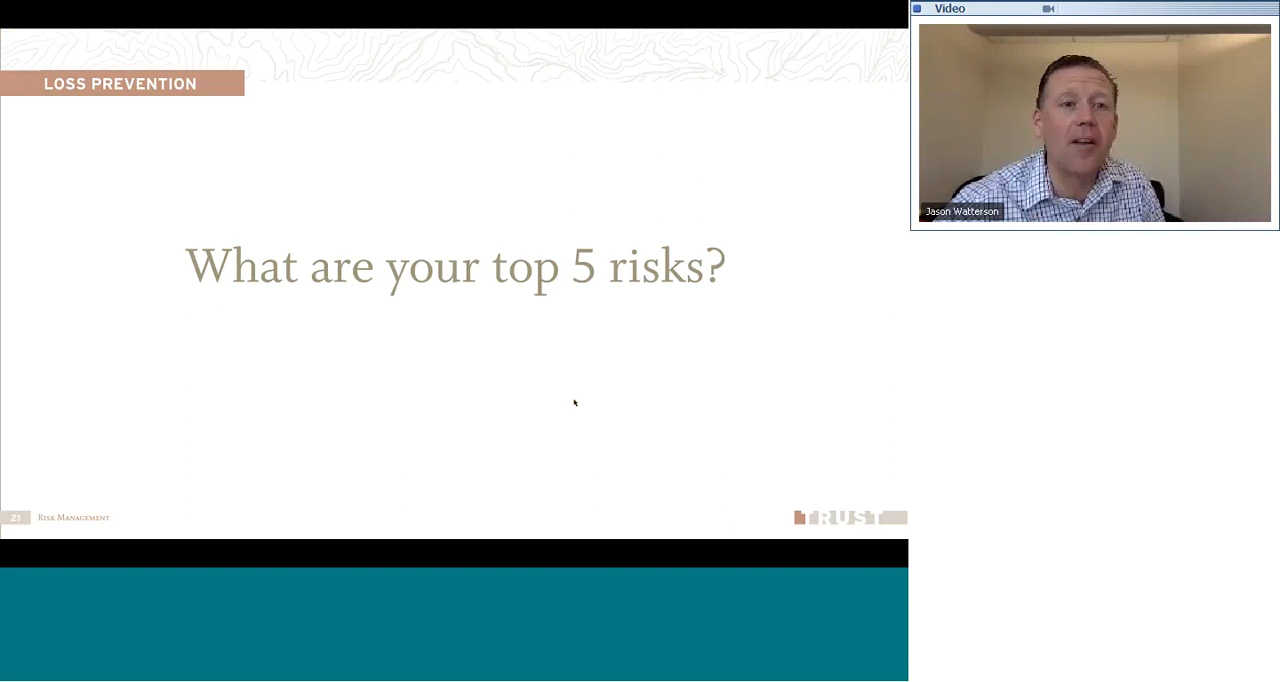 Video
LOSS PREVENTION
Jason Watterson
What are your top 5 risks?
21 Risk Management
TRUST